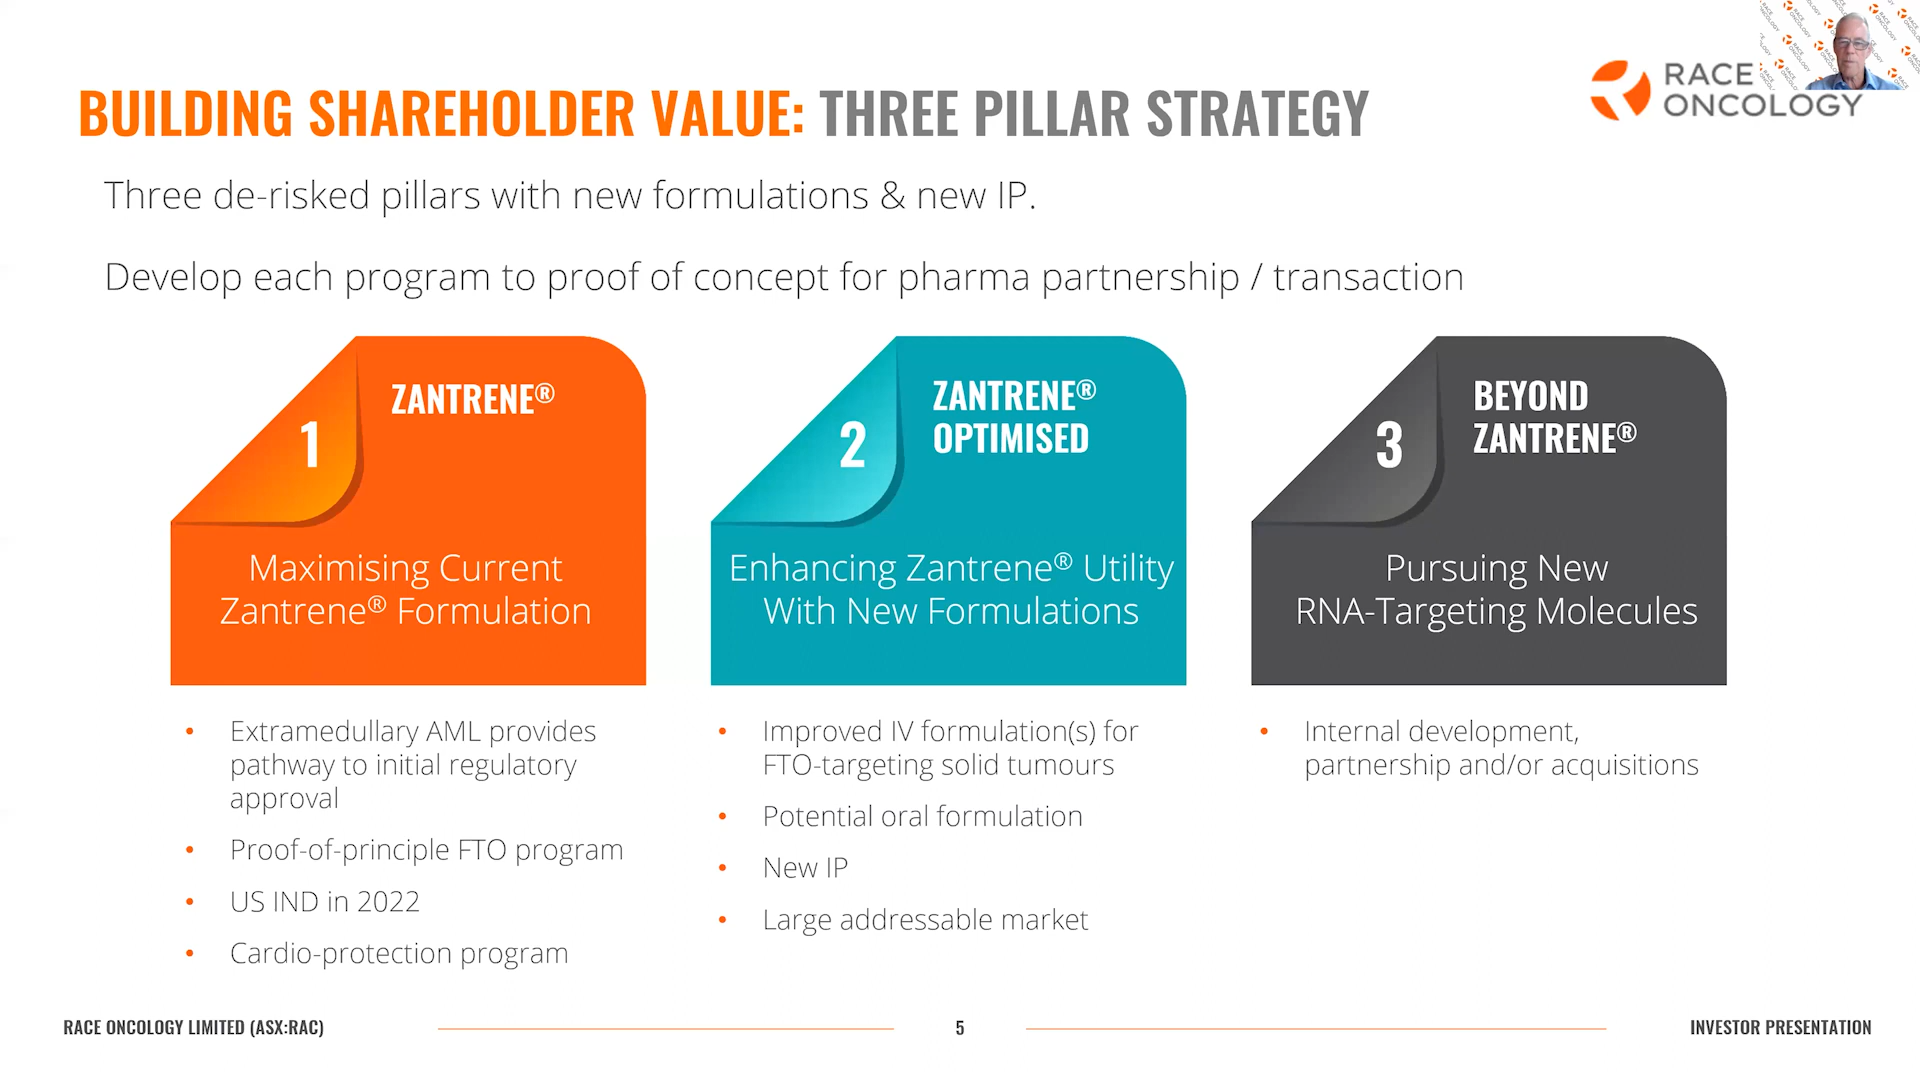 RACE
ONCOLOGY
BUILDING SHAREHOLDER VALUE: THREE PILLAR STRATEGY
Three de-risked pillars with new formulations & new IP.
Develop each program to proof of concept for pharma partnership / transaction
1
ZANTRENE®
Maximising Current
Zantrene® Formulation
• Extramedullary AML provides
pathway to initial regulatory
approval
• Proof-of-principle FTO program
• US IND in 2022
• Cardio-protection program
2
ZANTRENE®
OPTIMISED
Enhancing Zantrene® Utility
With New Formulations
• Improved IV formulation(s) for
FTO-targeting solid tumours
• Potential oral formulation
• New IP
• Large addressable market
3
BEYOND
ZANTRENE®
Pursuing New
RNA-Targeting Molecules
• Internal development,
partnership and/or acquisitions
RACE ONCOLOGY LIMITED (ASX:RAC)
5
INVESTOR PRESENTATION